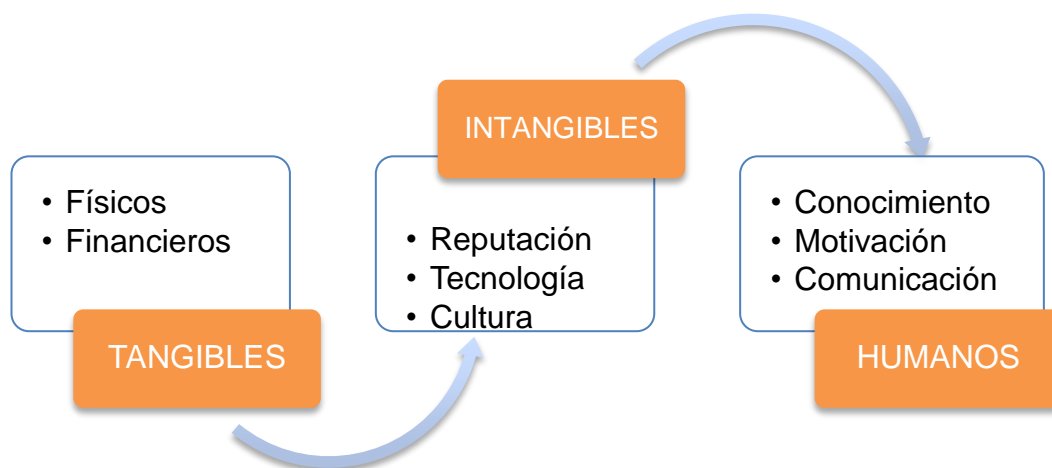 • Físicos
• Financieros
TANGIBLES
INTANGIBLES
• Reputación
• Tecnología
• Cultura
• Conocimiento
• Motivación
• Comunicación
HUMANOS